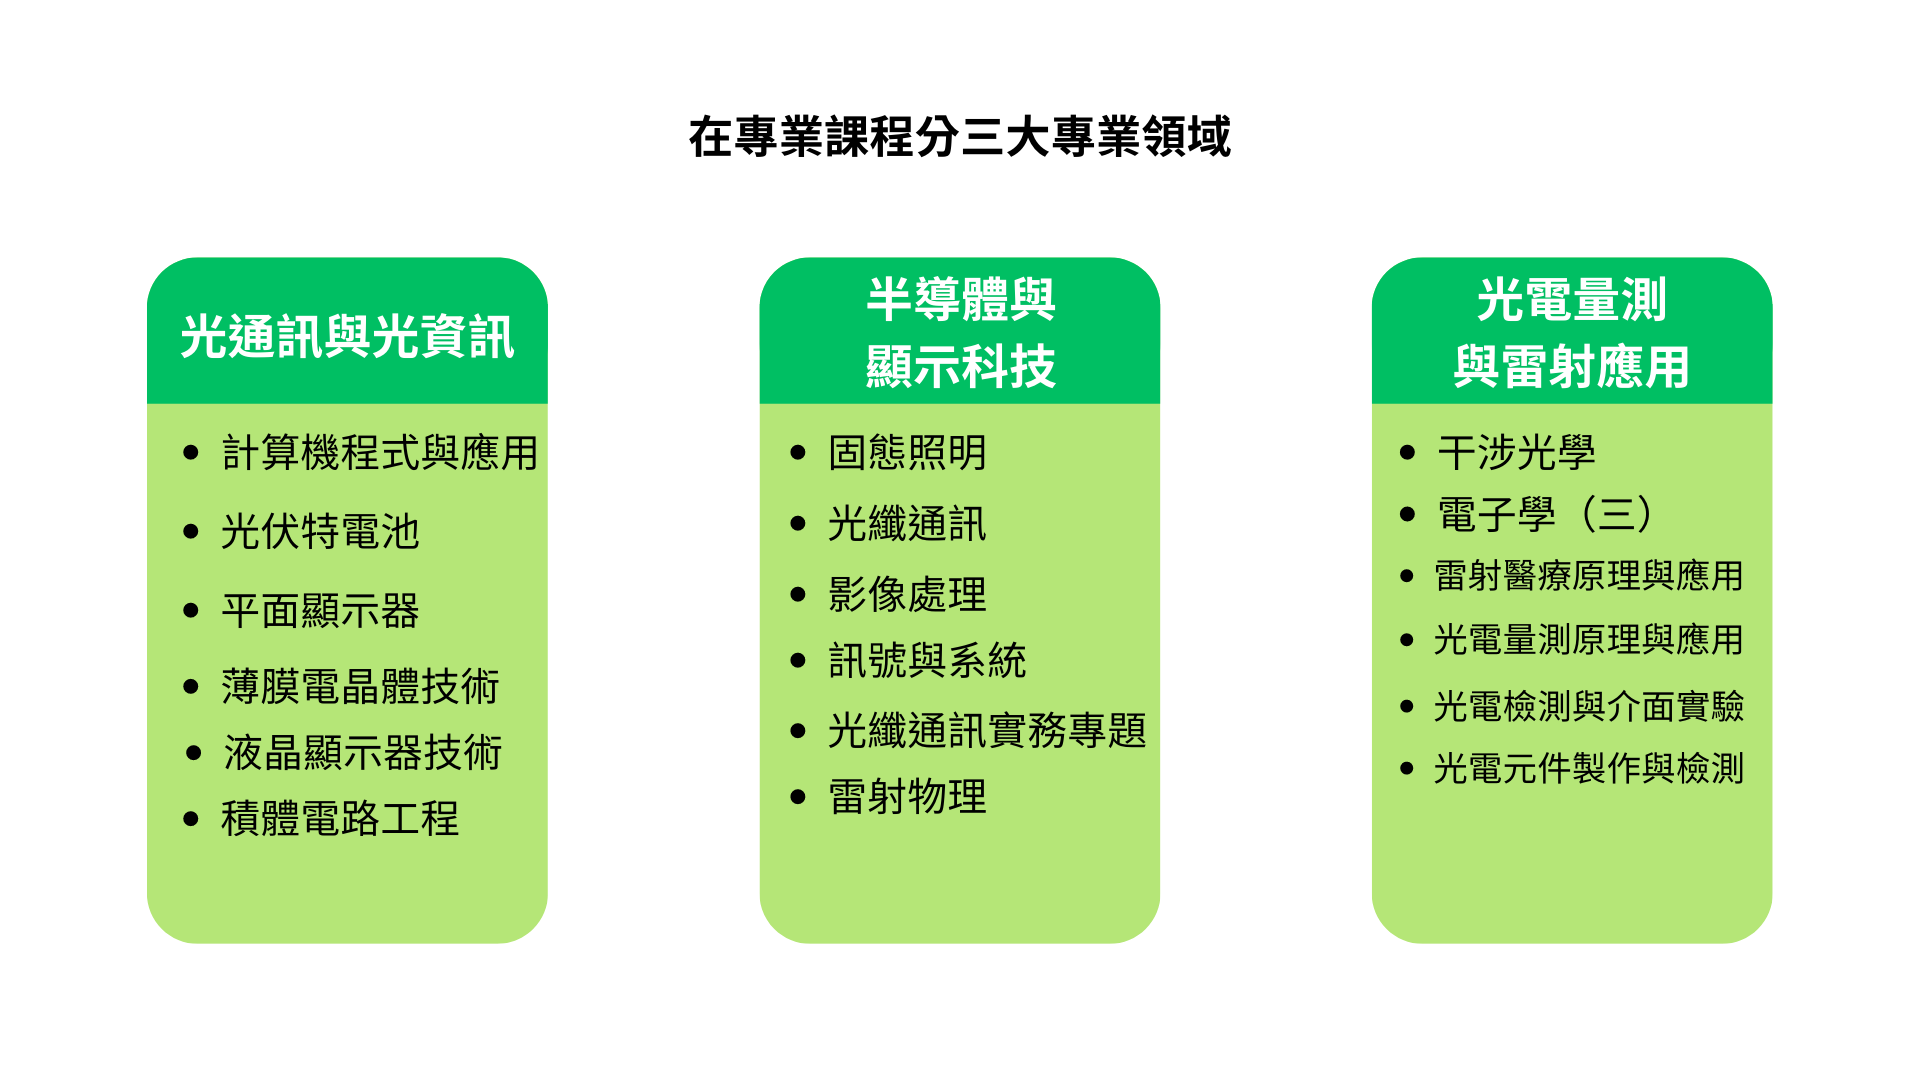 在專業課程分三大專業領域
光通訊與光資訊
計算機程式與應用
光伏特電池
平面顯示器
薄膜電晶體技術
液晶顯示器技術
積體電路工程
半導體與
顯示科技
固態照明
光纖通訊
影像處理
訊號與系統
光纖通訊實務專題
雷射物理
光電量測
與雷射應用
干涉光學
電子學（三）
雷射醫療原理與應用
光電量測原理與應用
光電檢測與介面實驗
光電元件製作與檢測